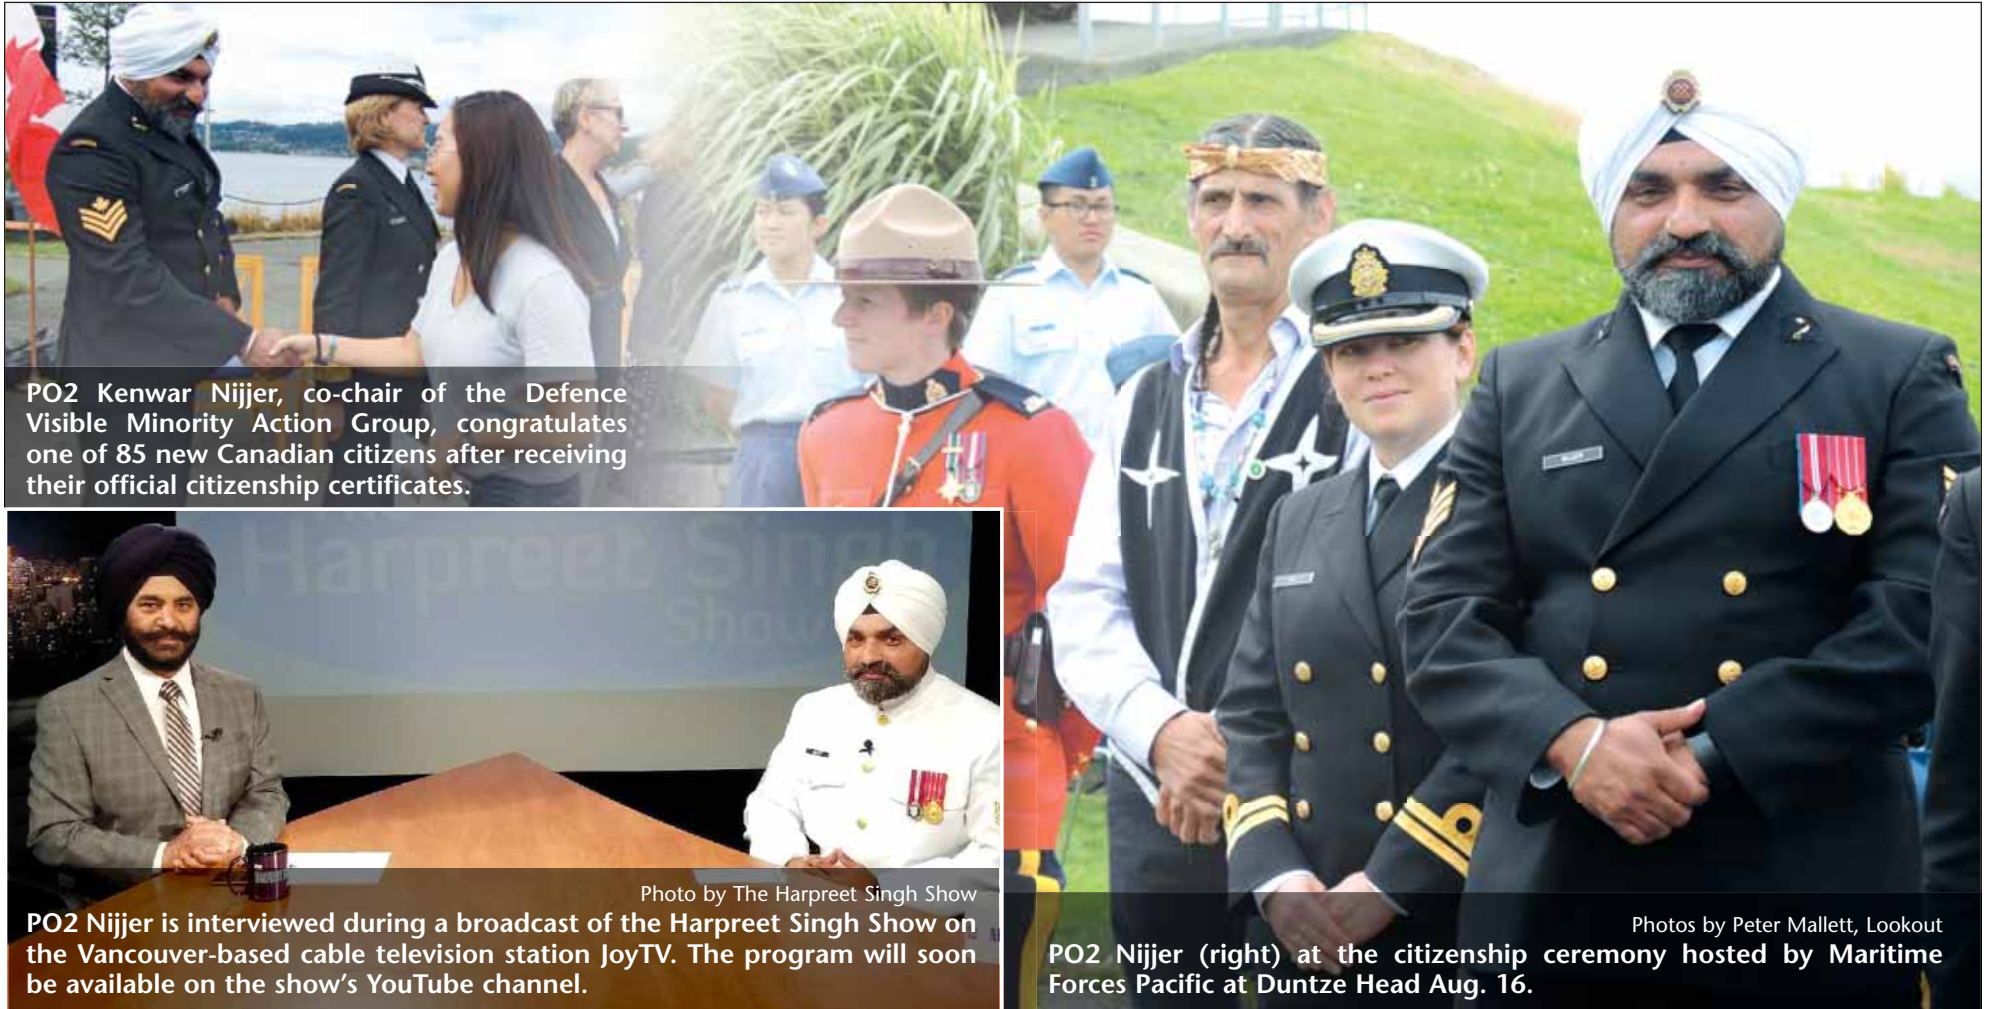 PO2 Kenwar Nijjer, co-chair of the Defence
Visible Minority Action Group, congratulates
one of 85 new Canadian citizens after receiving
their official citizenship certificates.
Harpreet Singh
Show
Photo by The Harpreet Singh Show
PO2 Nijjer is interviewed during a broadcast of the Harpreet Singh Show on
the Vancouver-based cable television station JoyTV. The program will soon
be available on the show’s YouTube channel.
Photos by Peter Mallett, Lookout
PO2 Nijjer (right) at the citizenship ceremony hosted by Maritime
Forces Pacific at Duntze Head Aug. 16.